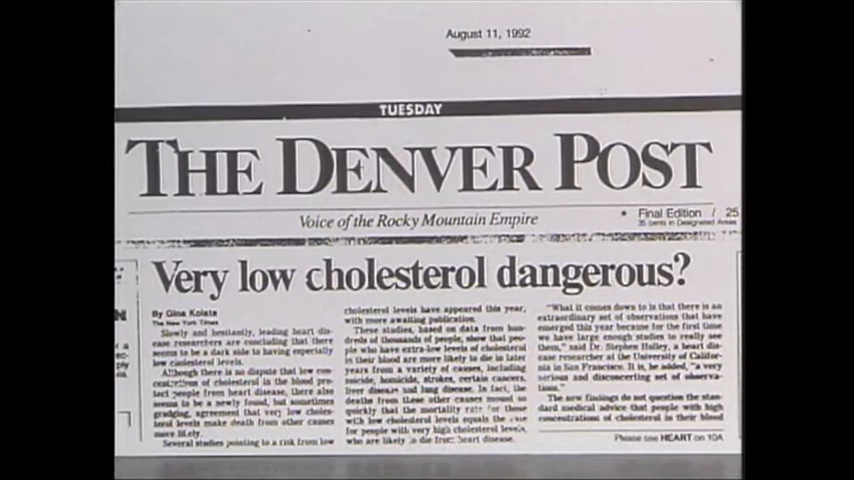 August 11, 1992
TUESDAY
THE DENVER POST
Voice of the Rocky Mountain Empire
* Final Edition / 25
35 cents in Designated Areas
Very low cholesterol dangerous?
By Gina Kolata
The New York Times
Slowly and hesitantly, leading heart dis-
ease researchers are concluding that there
seems to be a dark side to having especially
low cholesterol levels.
Although there is no dispute that low con-
centrations of cholesterol in the blood pro-
tect people from heart disease, there also
seems to be a newly found, but sometimes
grudging, agreement that very low choles-
terol levels make death from other causes
more likely.
Several studies pointing to a risk from low
cholesterol levels have appeared this year,
with more awaiting publication.
These studies, based on data from hun-
dreds of thousands of people, show that peo-
ple who have extra-low levels of cholesterol
in their blood are more likely to die in later
years from a variety of causes, including
suicide, homicide, strokes, certain cancers,
liver disease and lung disease. In fact, the
deaths from these other causes mount so
quickly that the mortality rate for those
with low cholesterol levels equals the rate
for people with very high cholesterol levels,
who are likely to die from heart disease.
"What it comes down to is that there is an
extraordinary set of observations that have
emerged this year because for the first time
we have large enough studies to really see
them," said Dr. Stephen Hulley, a heart dis-
ease researcher at the University of Califor-
nia in San Francisco. It is, he added, "a very
serious and disconcerting set of observa-
tions."
The new findings do not question the stan-
dard medical advice that people with high
concentrations of cholesterol in their blood
Please see HEART on 10A